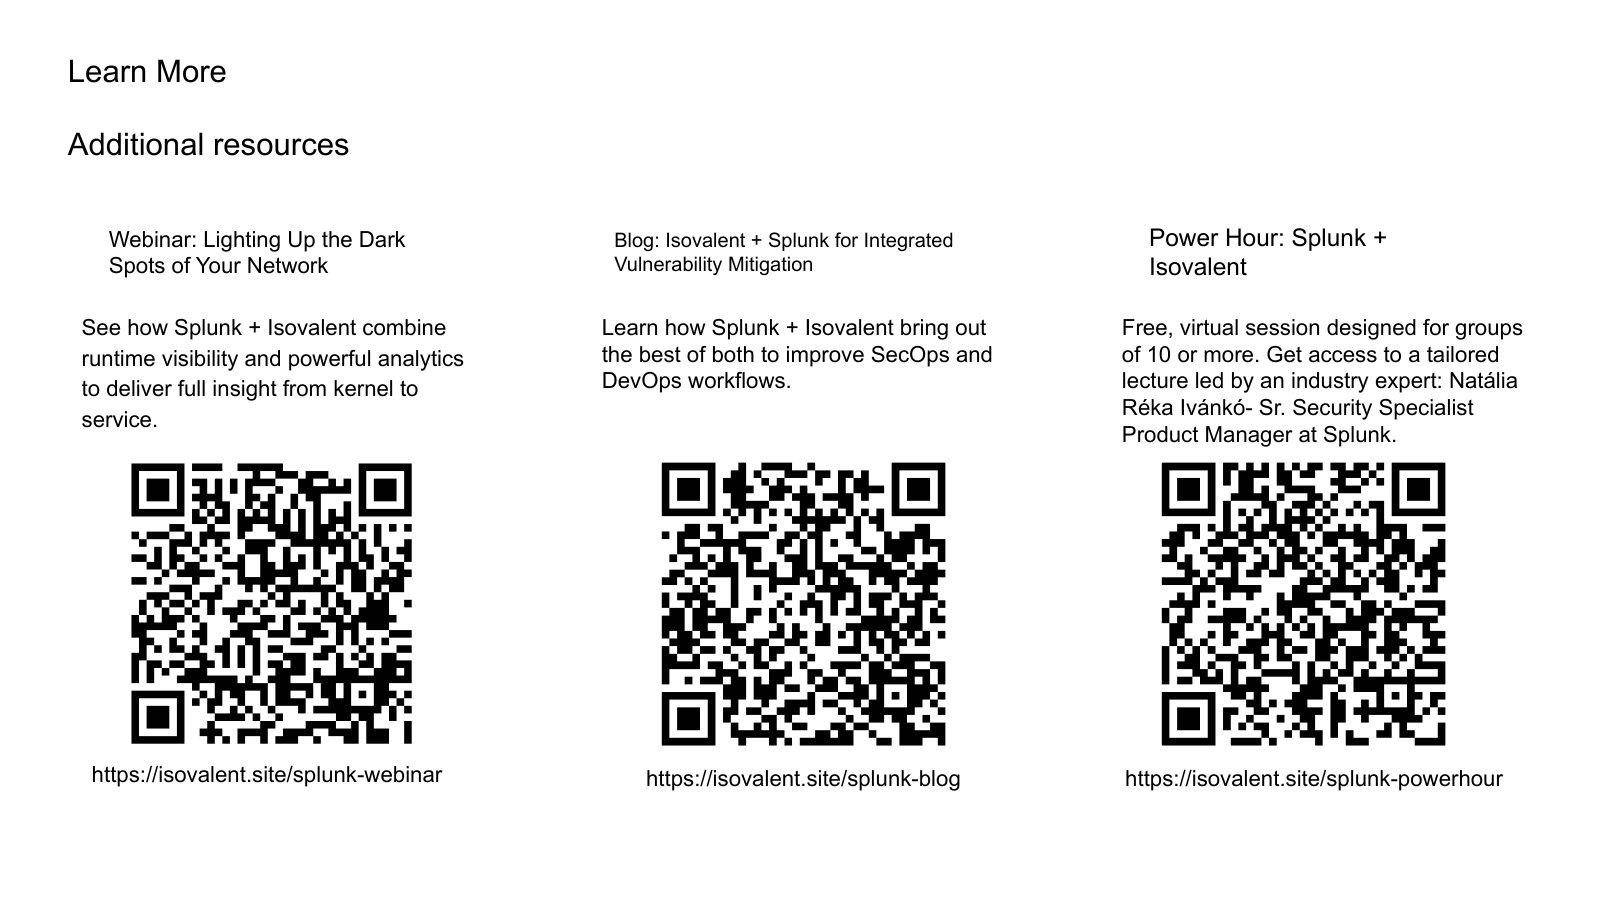 Learn More
Additional resources
Webinar: Lighting Up the Dark
Spots of Your Network
See how Splunk + Isovalent combine
runtime visibility and powerful analytics
to deliver full insight from kernel to
service.
https://isovalent.site/splunk-webinar
Blog: Isovalent + Splunk for Integrated
Vulnerability Mitigation
Learn how Splunk + Isovalent bring out
the best of both to improve SecOps and
DevOps workflows.
https://isovalent.site/splunk-blog
Power Hour: Splunk +
Isovalent
Free, virtual session designed for groups
of 10 or more. Get access to a tailored
lecture led by an industry expert: Natália
Réka Ivánkó- Sr. Security Specialist
Product Manager at Splunk.
https://isovalent.site/splunk-powerhour